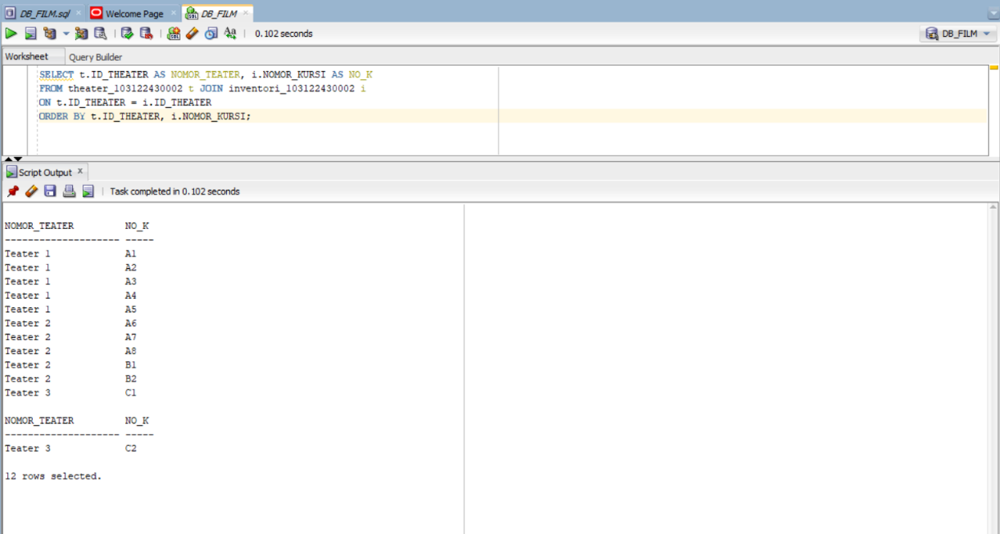 DB_FILM.sql × Welcome Page × DB_FILM ×
0.102 seconds DB_FILM
Worksheet Query Builder
SELECT t.ID_THEATER AS NOMOR_TEATER, i.NOMOR_KURSI AS NO_K
FROM theater_103122430002 t JOIN inventori_103122430002 i
ON t.ID_THEATER = i.ID_THEATER
ORDER BY t.ID_THEATER, i.NOMOR_KURSI;
Script Output ×
Task completed in 0.102 seconds
NOMOR_TEATER NO_K
-------------------- -----
Teater 1 A1
Teater 1 A2
Teater 1 A3
Teater 1 A4
Teater 1 A5
Teater 2 A6
Teater 2 A7
Teater 2 A8
Teater 2 B1
Teater 2 B2
Teater 3 C1
NOMOR_TEATER NO_K
-------------------- -----
Teater 3 C2
12 rows selected.